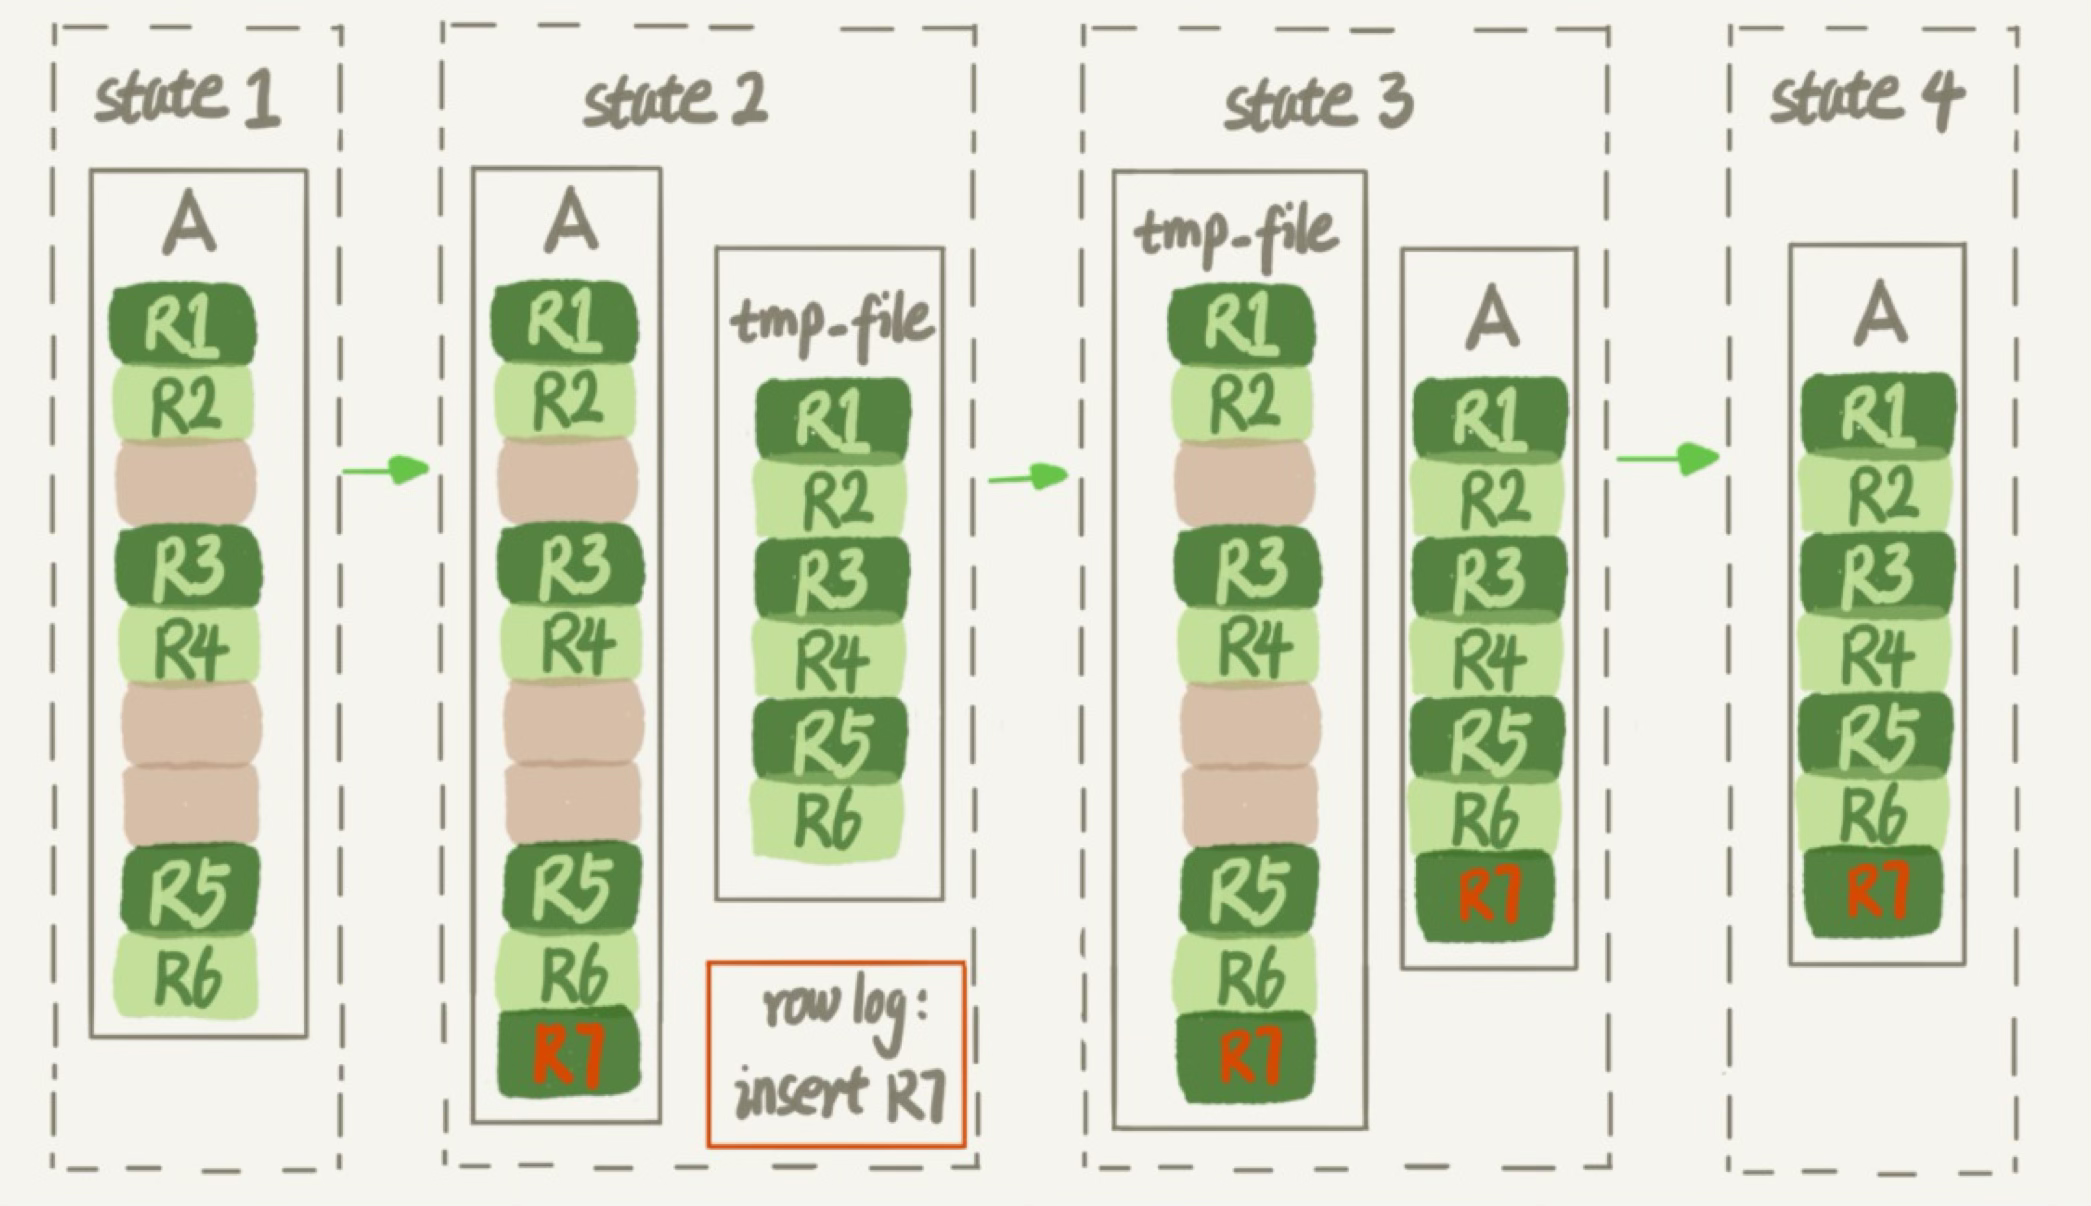 state 1
A
R1
R2
R3
R4
R5
R6
state 2
A
R1
R2
R3
R4
R5
R6
R7
tmp-file
R1
R2
R3
R4
R5
R6
row log:
insert R7
state 3
tmp-file
R1
R2
R3
R4
R5
R6
R7
A
R1
R2
R3
R4
R5
R6
R7
state 4
A
R1
R2
R3
R4
R5
R6
R7